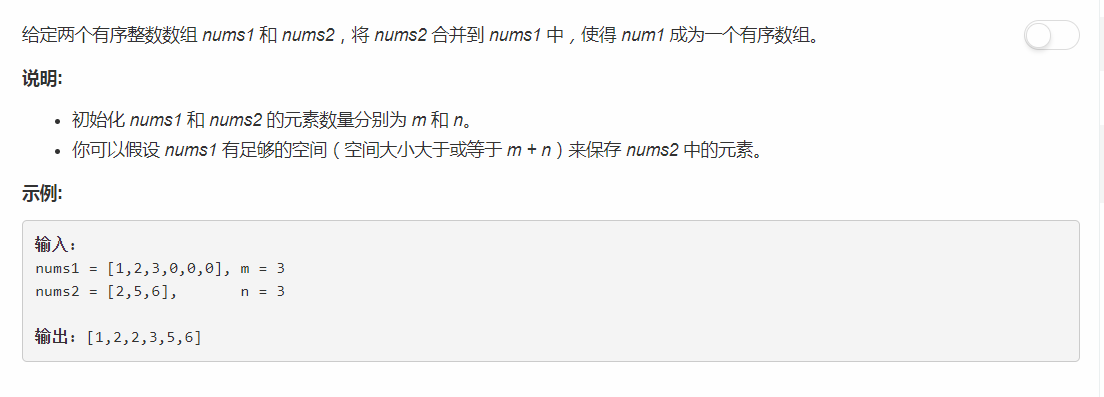 给定两个有序整数数组 nums1 和 nums2，将 nums2 合并到 nums1 中，使得 num1 成为一个有序数组。
说明:
• 初始化 nums1 和 nums2 的元素数量分别为 m 和 n。
• 你可以假设 nums1 有足够的空间（空间大小大于或等于 m + n）来保存 nums2 中的元素。
示例:
输入:
nums1 = [1,2,3,0,0,0], m = 3
nums2 = [2,5,6],       n = 3
输出: [1,2,2,3,5,6]